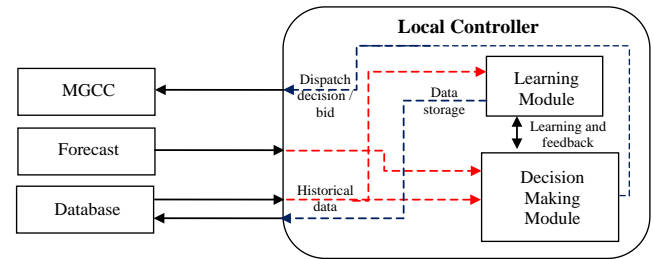 Local Controller
MGCC
Dispatch
decision /
bid
Learning
Module
Data
storage
Forecast
Learning and
feedback
Database
Historical
data
Decision
Making
Module